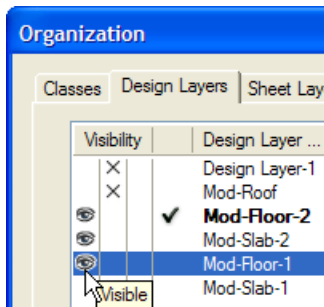 Organization
Classes Design Layers Sheet Lay
Visibility Design Layer ...
Design Layer-1
Mod-Roof
Mod-Floor-2
Mod-Slab-2
Mod-Floor-1
Mod-Slab-1
Visible